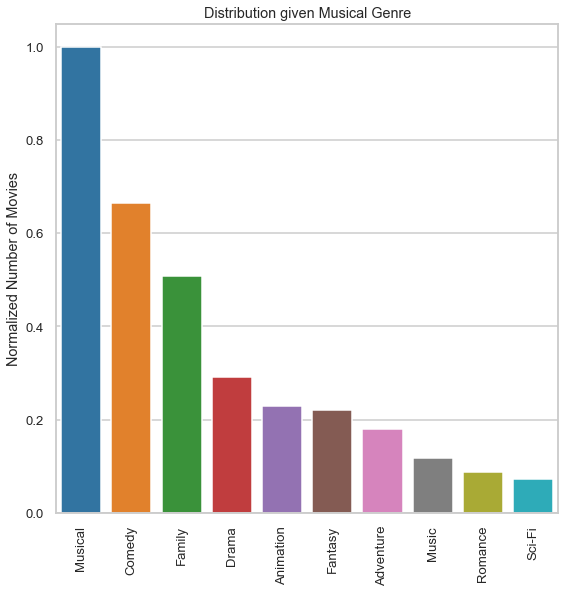 Distribution given Musical Genre
Normalized Number of Movies
1.0
0.8
0.6
0.4
0.2
0.0
Musical
Comedy
Family
Drama
Animation
Fantasy
Adventure
Music
Romance
Sci-Fi